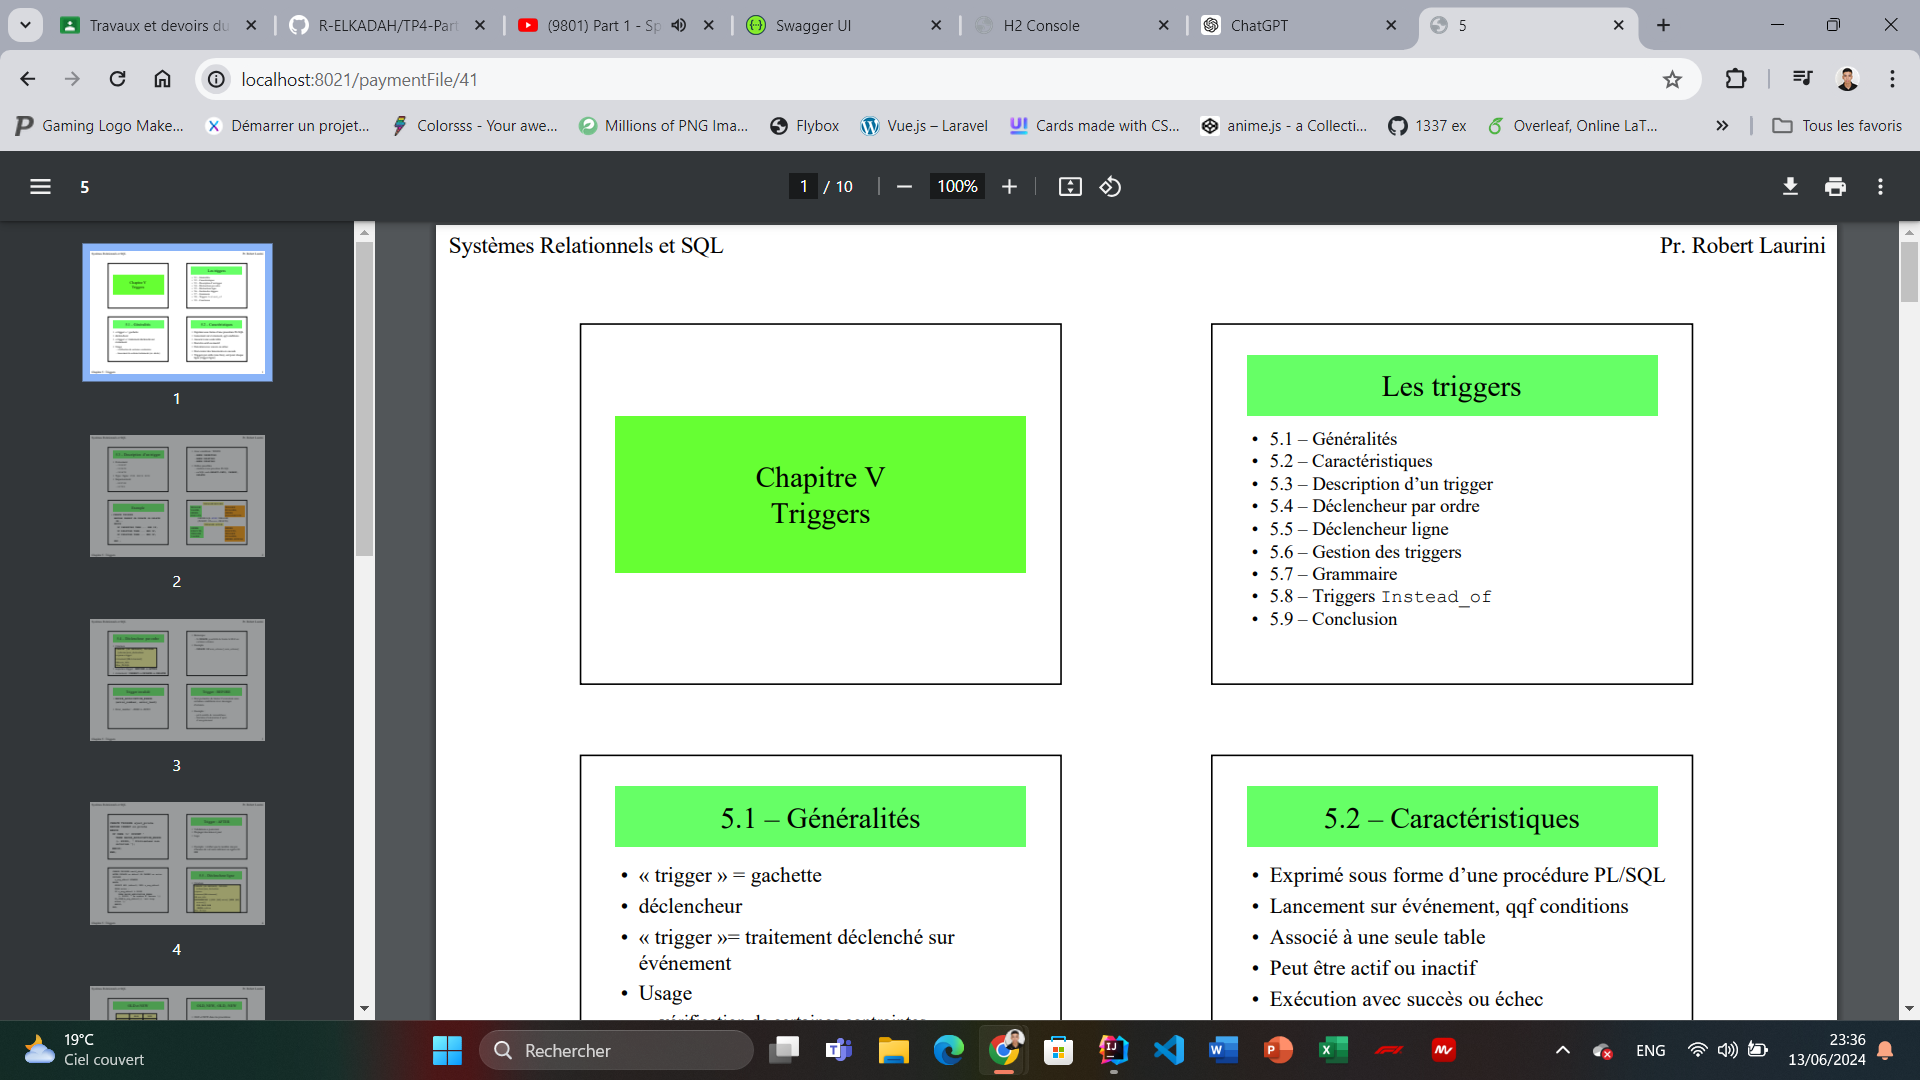 Travaux et devoirs du
R-ELKADAH/TP4-Part
(9801) Part 1 - Sp
Swagger UI
H2 Console
ChatGPT
5
localhost:8021/paymentFile/41
Gaming Logo Make...
Démarrer un projet...
Colorsss - Your awe...
Millions of PNG Ima...
Flybox
Vue.js – Laravel
Cards made with CS...
anime.js - a Collecti...
1337 ex
Overleaf, Online LaT...
»
Tous les favoris
5
1 / 10
100%
Systèmes Relationnels et SQL
Pr. Robert Laurini
Chapitre V
Triggers
Les triggers
• 5.1 – Généralités
• 5.2 – Caractéristiques
• 5.3 – Description d’un trigger
• 5.4 – Déclencheur par ordre
• 5.5 – Déclencheur ligne
• 5.6 – Gestion des triggers
• 5.7 – Grammaire
• 5.8 – Triggers Instead_of
• 5.9 – Conclusion
5.1 – Généralités
• « trigger » = gachette
• déclencheur
• « trigger »= traitement déclenché sur
événement
• Usage
– vérification de certaines contraintes
5.2 – Caractéristiques
• Exprimé sous forme d’une procédure PL/SQL
• Lancement sur événement, qqf conditions
• Associé à une seule table
• Peut être actif ou inactif
• Exécution avec succès ou échec
1
2
3
4
19°C
Ciel couvert
Rechercher
ENG
23:36
13/06/2024